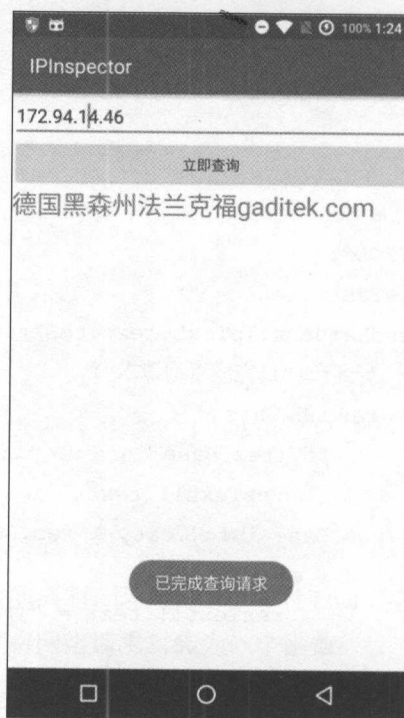 100% 1:24
IPInspector
172.94.14.46
立即查询
德国黑森州法兰克福gaditek.com
已完成查询请求